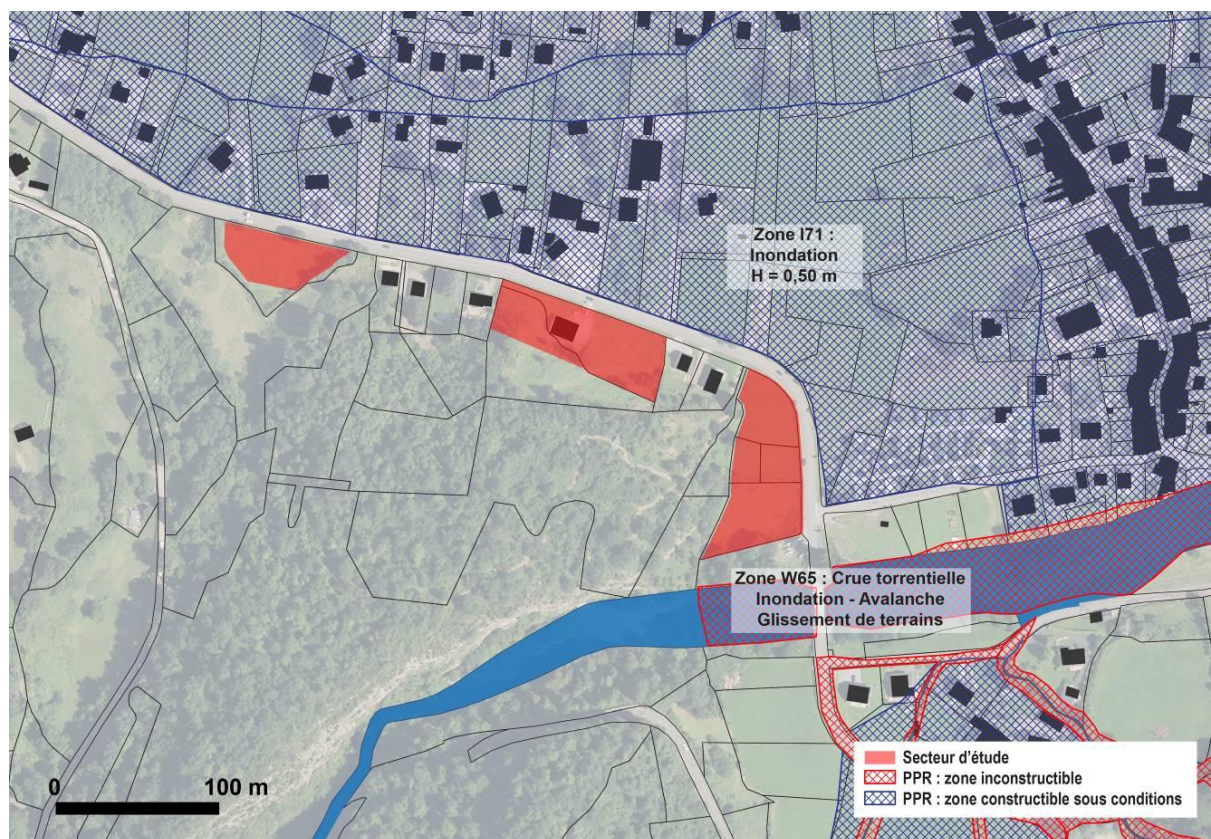 Zone I71 :
Inondation
H = 0,50 m
Zone W65 : Crue torrentielle
Inondation - Avalanche
Glissement de terrains
0 100 m
Secteur d'étude
PPR : zone inconstructible
PPR : zone constructible sous conditions